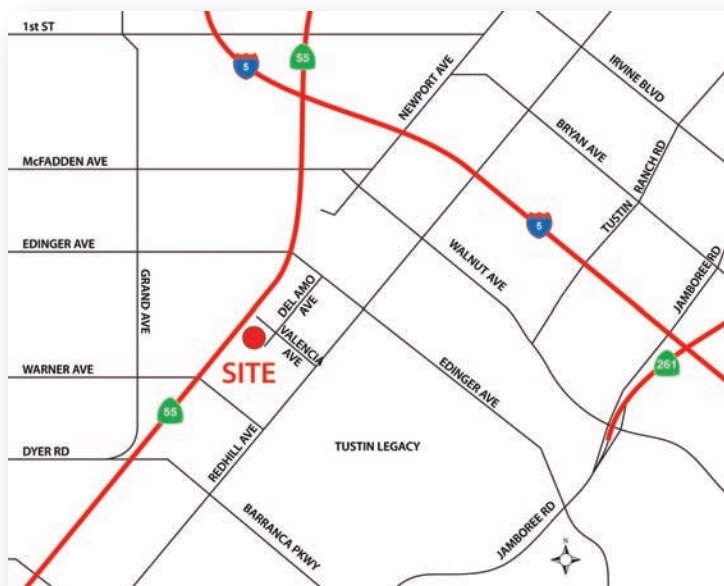 1st ST
55
5
IRVINE BLVD
NEWPORT AVE
BRYAN AVE
TUSTIN
RANCH RD
McFADDEN AVE
5
EDINGER AVE
WALNUT AVE
JAMBOREE RD
GRAND AVE
DEL AMO
AVE
VALENCIA
AVE
SITE
WARNER AVE
EDINGER AVE
261
55
REDHILL AVE
TUSTIN LEGACY
DYER RD
BARRANCA PKWY
JAMBOREE RD
N